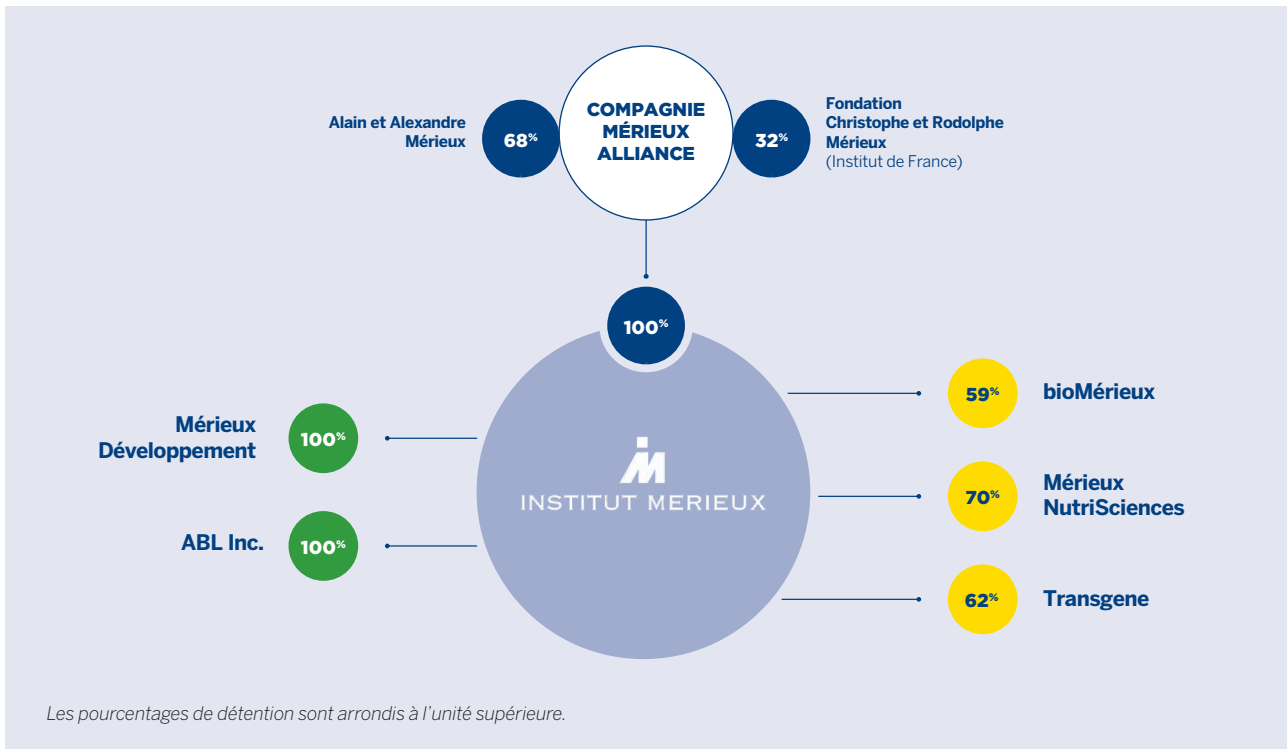 Alain et Alexandre
Mérieux
68%
COMPAGNIE
MÉRIEUX
ALLIANCE
32%
Fondation
Christophe et Rodolphe
Mérieux
(Institut de France)
100%
Mérieux
Développement
100%
ABL Inc.
100%
INSTITUT MERIEUX
59%
bioMérieux
70%
Mérieux
NutriSciences
62%
Transgene
Les pourcentages de détention sont arrondis à l'unité supérieure.